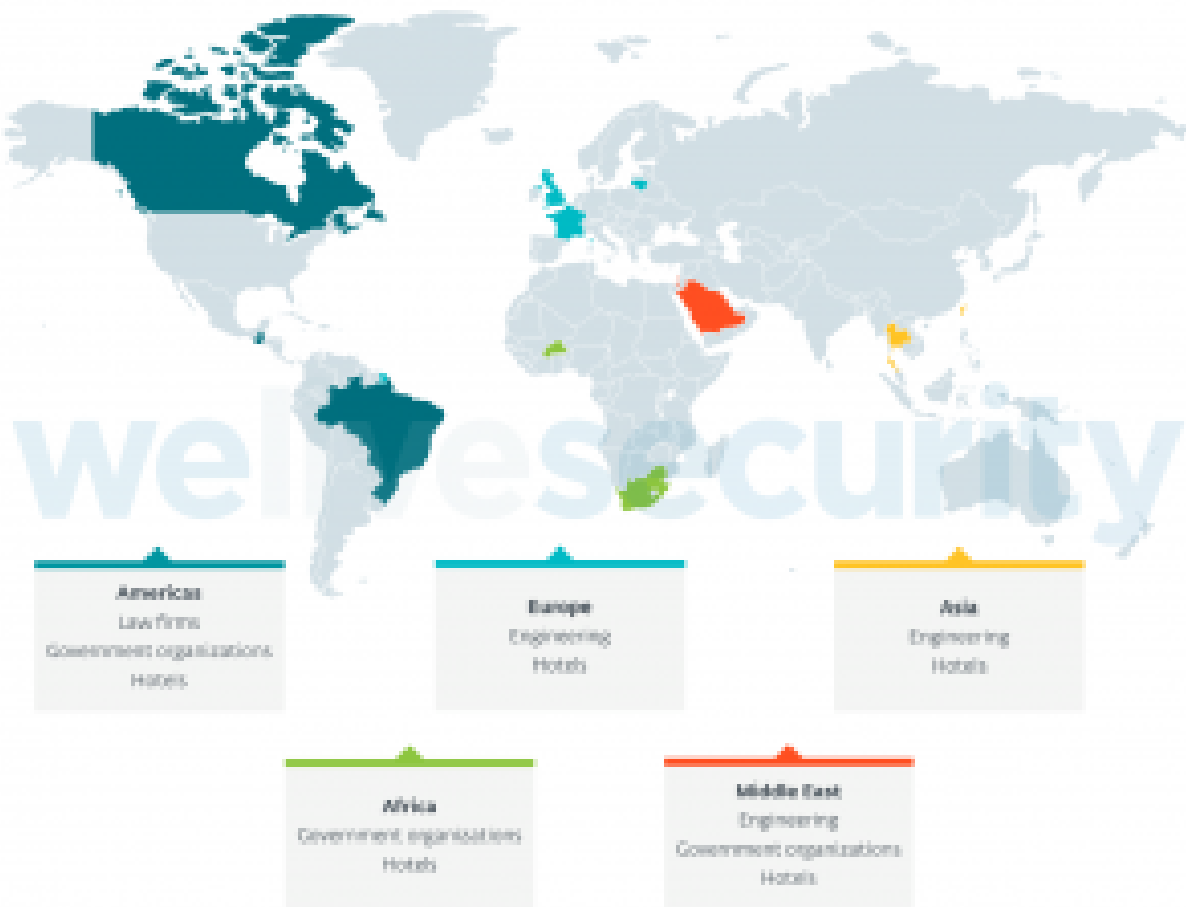 welivesecurity
Americas
Law firms
Government organizations
Hotels
Europe
Engineering
Hotels
Asia
Engineering
Hotels
Africa
Government organizations
Hotels
Middle East
Engineering
Government organizations
Hotels